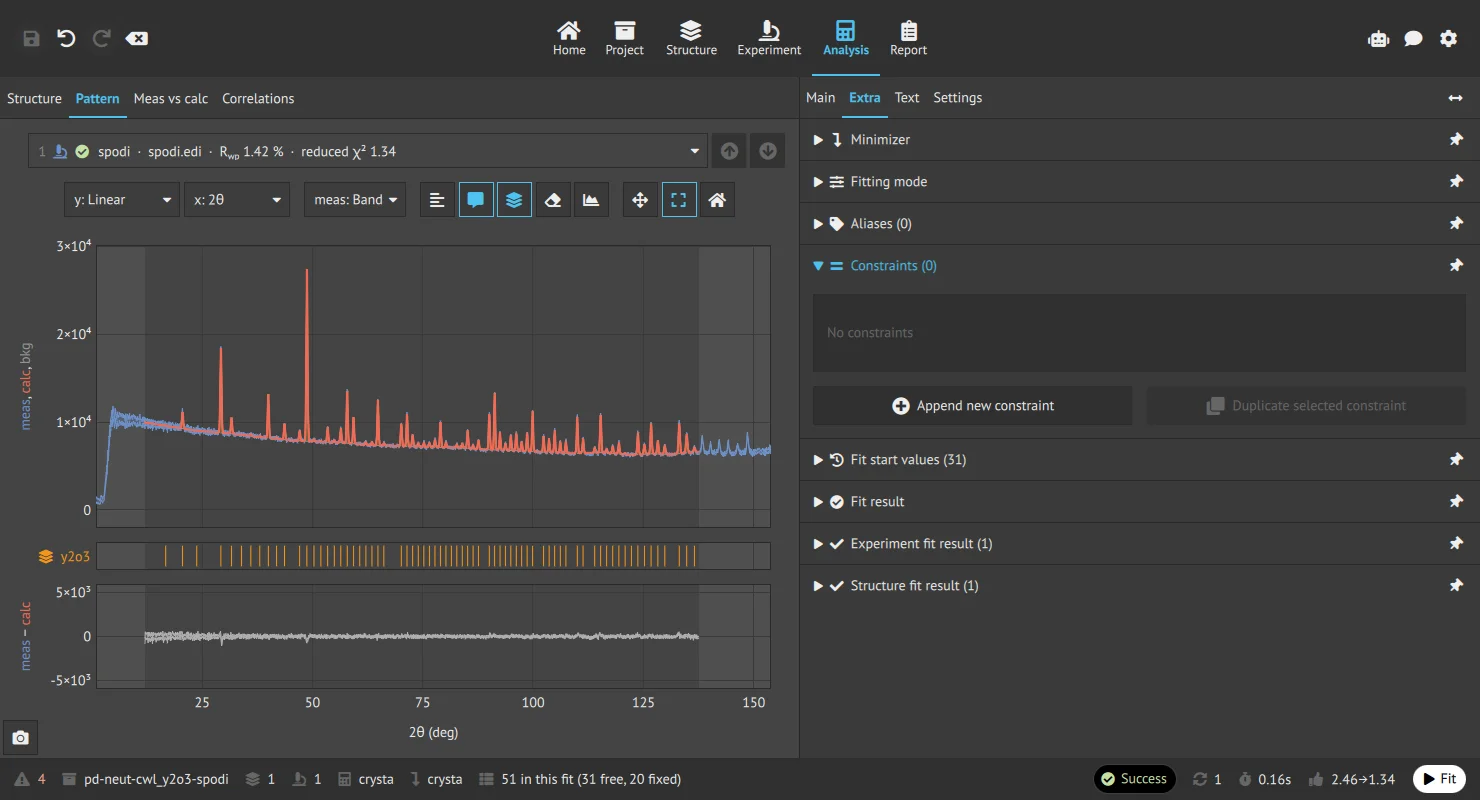 Home
Project
Structure
Experiment
Analysis
Report
Structure
Pattern
Meas vs calc
Correlations
Main
Extra
Text
Settings
1 spodi · spodi.edi · Rwp 1.42 % · reduced χ² 1.34
y: Linear
x: 2θ
meas: Band
3×10⁴
2×10⁴
1×10⁴
0
meas, calc, bkg
y2o3
5×10³
0
-5×10³
meas − calc
25
50
75
100
125
150
2θ (deg)
Minimizer
Fitting mode
Aliases (0)
Constraints (0)
No constraints
Append new constraint
Duplicate selected constraint
Fit start values (31)
Fit result
Experiment fit result (1)
Structure fit result (1)
4
pd-neut-cwl_y2o3-spodi
1
1
crysta
crysta
51 in this fit (31 free, 20 fixed)
Success
1
0.16s
2.46→1.34
Fit